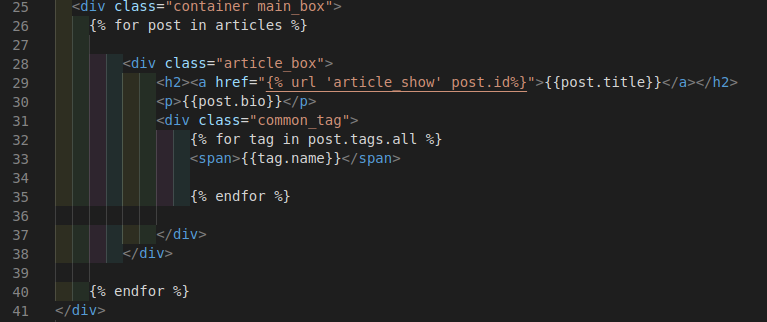 25 <div class="container main_box">
26 {% for post in articles %}
27
28 <div class="article_box">
29 <h2><a href="{% url 'article_show' post.id%}">{{post.title}}</a></h2>
30 <p>{{post.bio}}</p>
31 <div class="common_tag">
32 {% for tag in post.tags.all %}
33 <span>{{tag.name}}</span>
34
35 {% endfor %}
36
37 </div>
38 </div>
39
40 {% endfor %}
41 </div>